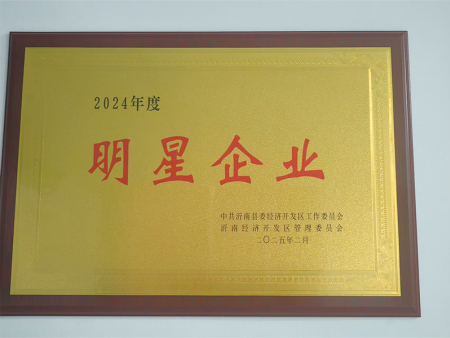 2024年度
明星企业
中共沂南县委经济开发区工作委员会
沂南经济开发区管理委员会
二〇二五年二月